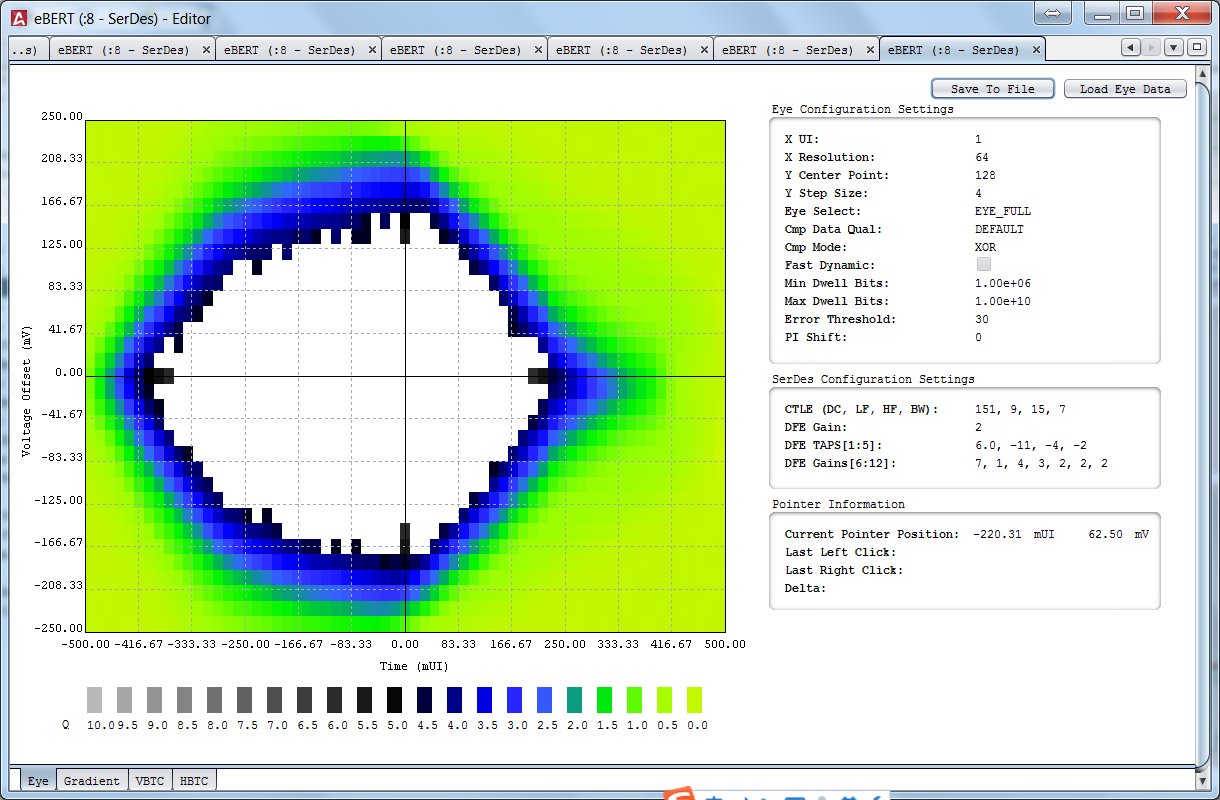 eBERT (:8 - SerDes) - Editor
..s) eBERT (:8 - SerDes) eBERT (:8 - SerDes) eBERT (:8 - SerDes) eBERT (:8 - SerDes) eBERT (:8 - SerDes) eBERT (:8 - SerDes)
Save To File Load Eye Data
Eye Configuration Settings
X UI: 1
X Resolution: 64
Y Center Point: 128
Y Step Size: 4
Eye Select: EYE_FULL
Cmp Data Qual: DEFAULT
Cmp Mode: XOR
Fast Dynamic:
Min Dwell Bits: 1.00e+06
Max Dwell Bits: 1.00e+10
Error Threshold: 30
PI Shift: 0
SerDes Configuration Settings
CTLE (DC, LF, HF, BW): 151, 9, 15, 7
DFE Gain: 2
DFE TAPS[1:5]: 6.0, -11, -4, -2
DFE Gains[6:12]: 7, 1, 4, 3, 2, 2, 2
Pointer Information
Current Pointer Position: -220.31 mUI 62.50 mV
Last Left Click:
Last Right Click:
Delta:
Voltage Offset (mV)
250.00
208.33
166.67
125.00
83.33
41.67
0.00
-41.67
-83.33
-125.00
-166.67
-208.33
-250.00
-500.00 -416.67 -333.33 -250.00 -166.67 -83.33 0.00 83.33 166.67 250.00 333.33 416.67 500.00
Time (mUI)
Q 10.0 9.5 9.0 8.5 8.0 7.5 7.0 6.5 6.0 5.5 5.0 4.5 4.0 3.5 3.0 2.5 2.0 1.5 1.0 0.5 0.0
Eye Gradient VBTC HBTC